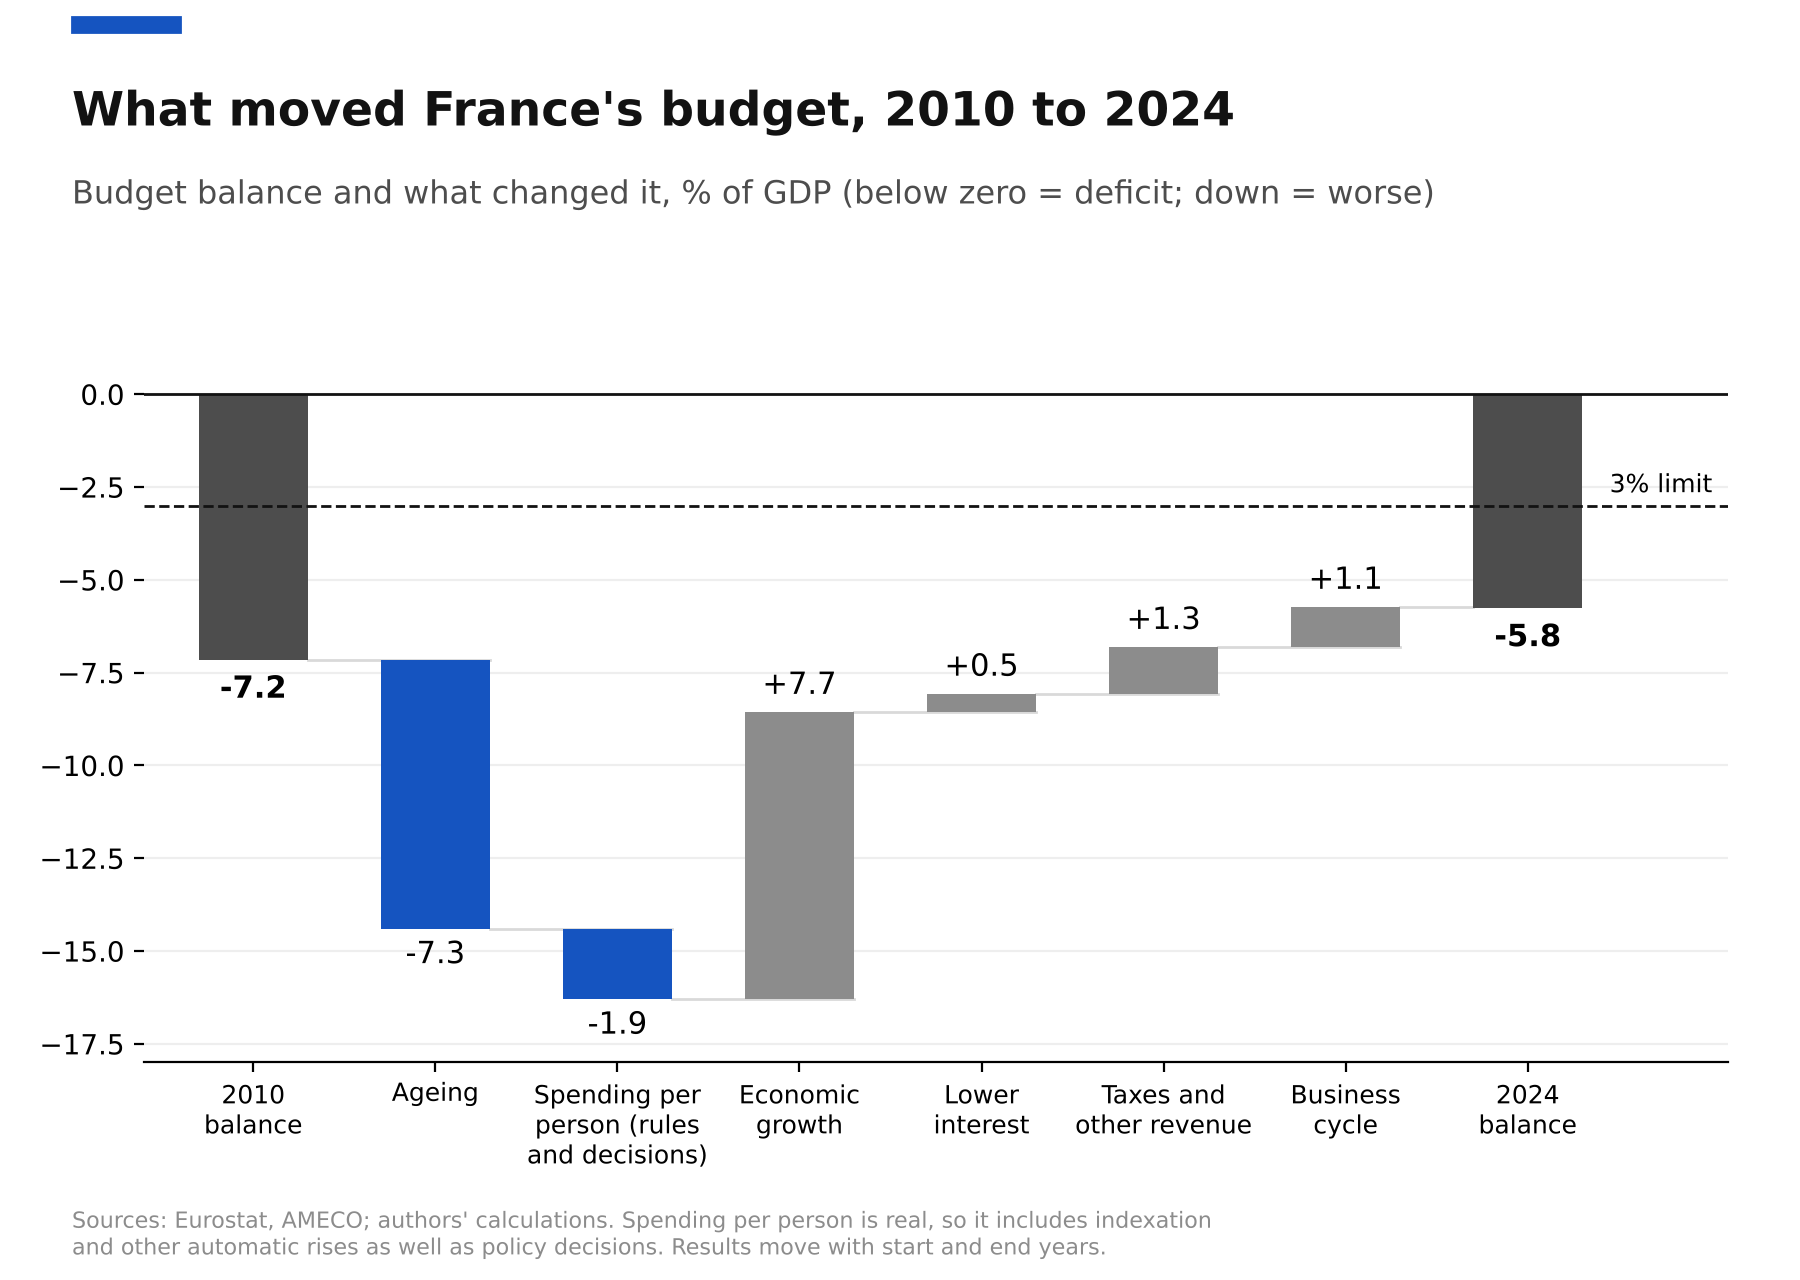 What moved France's budget, 2010 to 2024
Budget balance and what changed it, % of GDP (below zero = deficit; down = worse)
0.0
−2.5
−5.0
−7.5
−10.0
−12.5
−15.0
−17.5
3% limit
-7.2
-7.3
-1.9
+7.7
+0.5
+1.3
+1.1
-5.8
2010
balance
Ageing
Spending per
person (rules
and decisions)
Economic
growth
Lower
interest
Taxes and
other revenue
Business
cycle
2024
balance
Sources: Eurostat, AMECO; authors' calculations. Spending per person is real, so it includes indexation
and other automatic rises as well as policy decisions. Results move with start and end years.